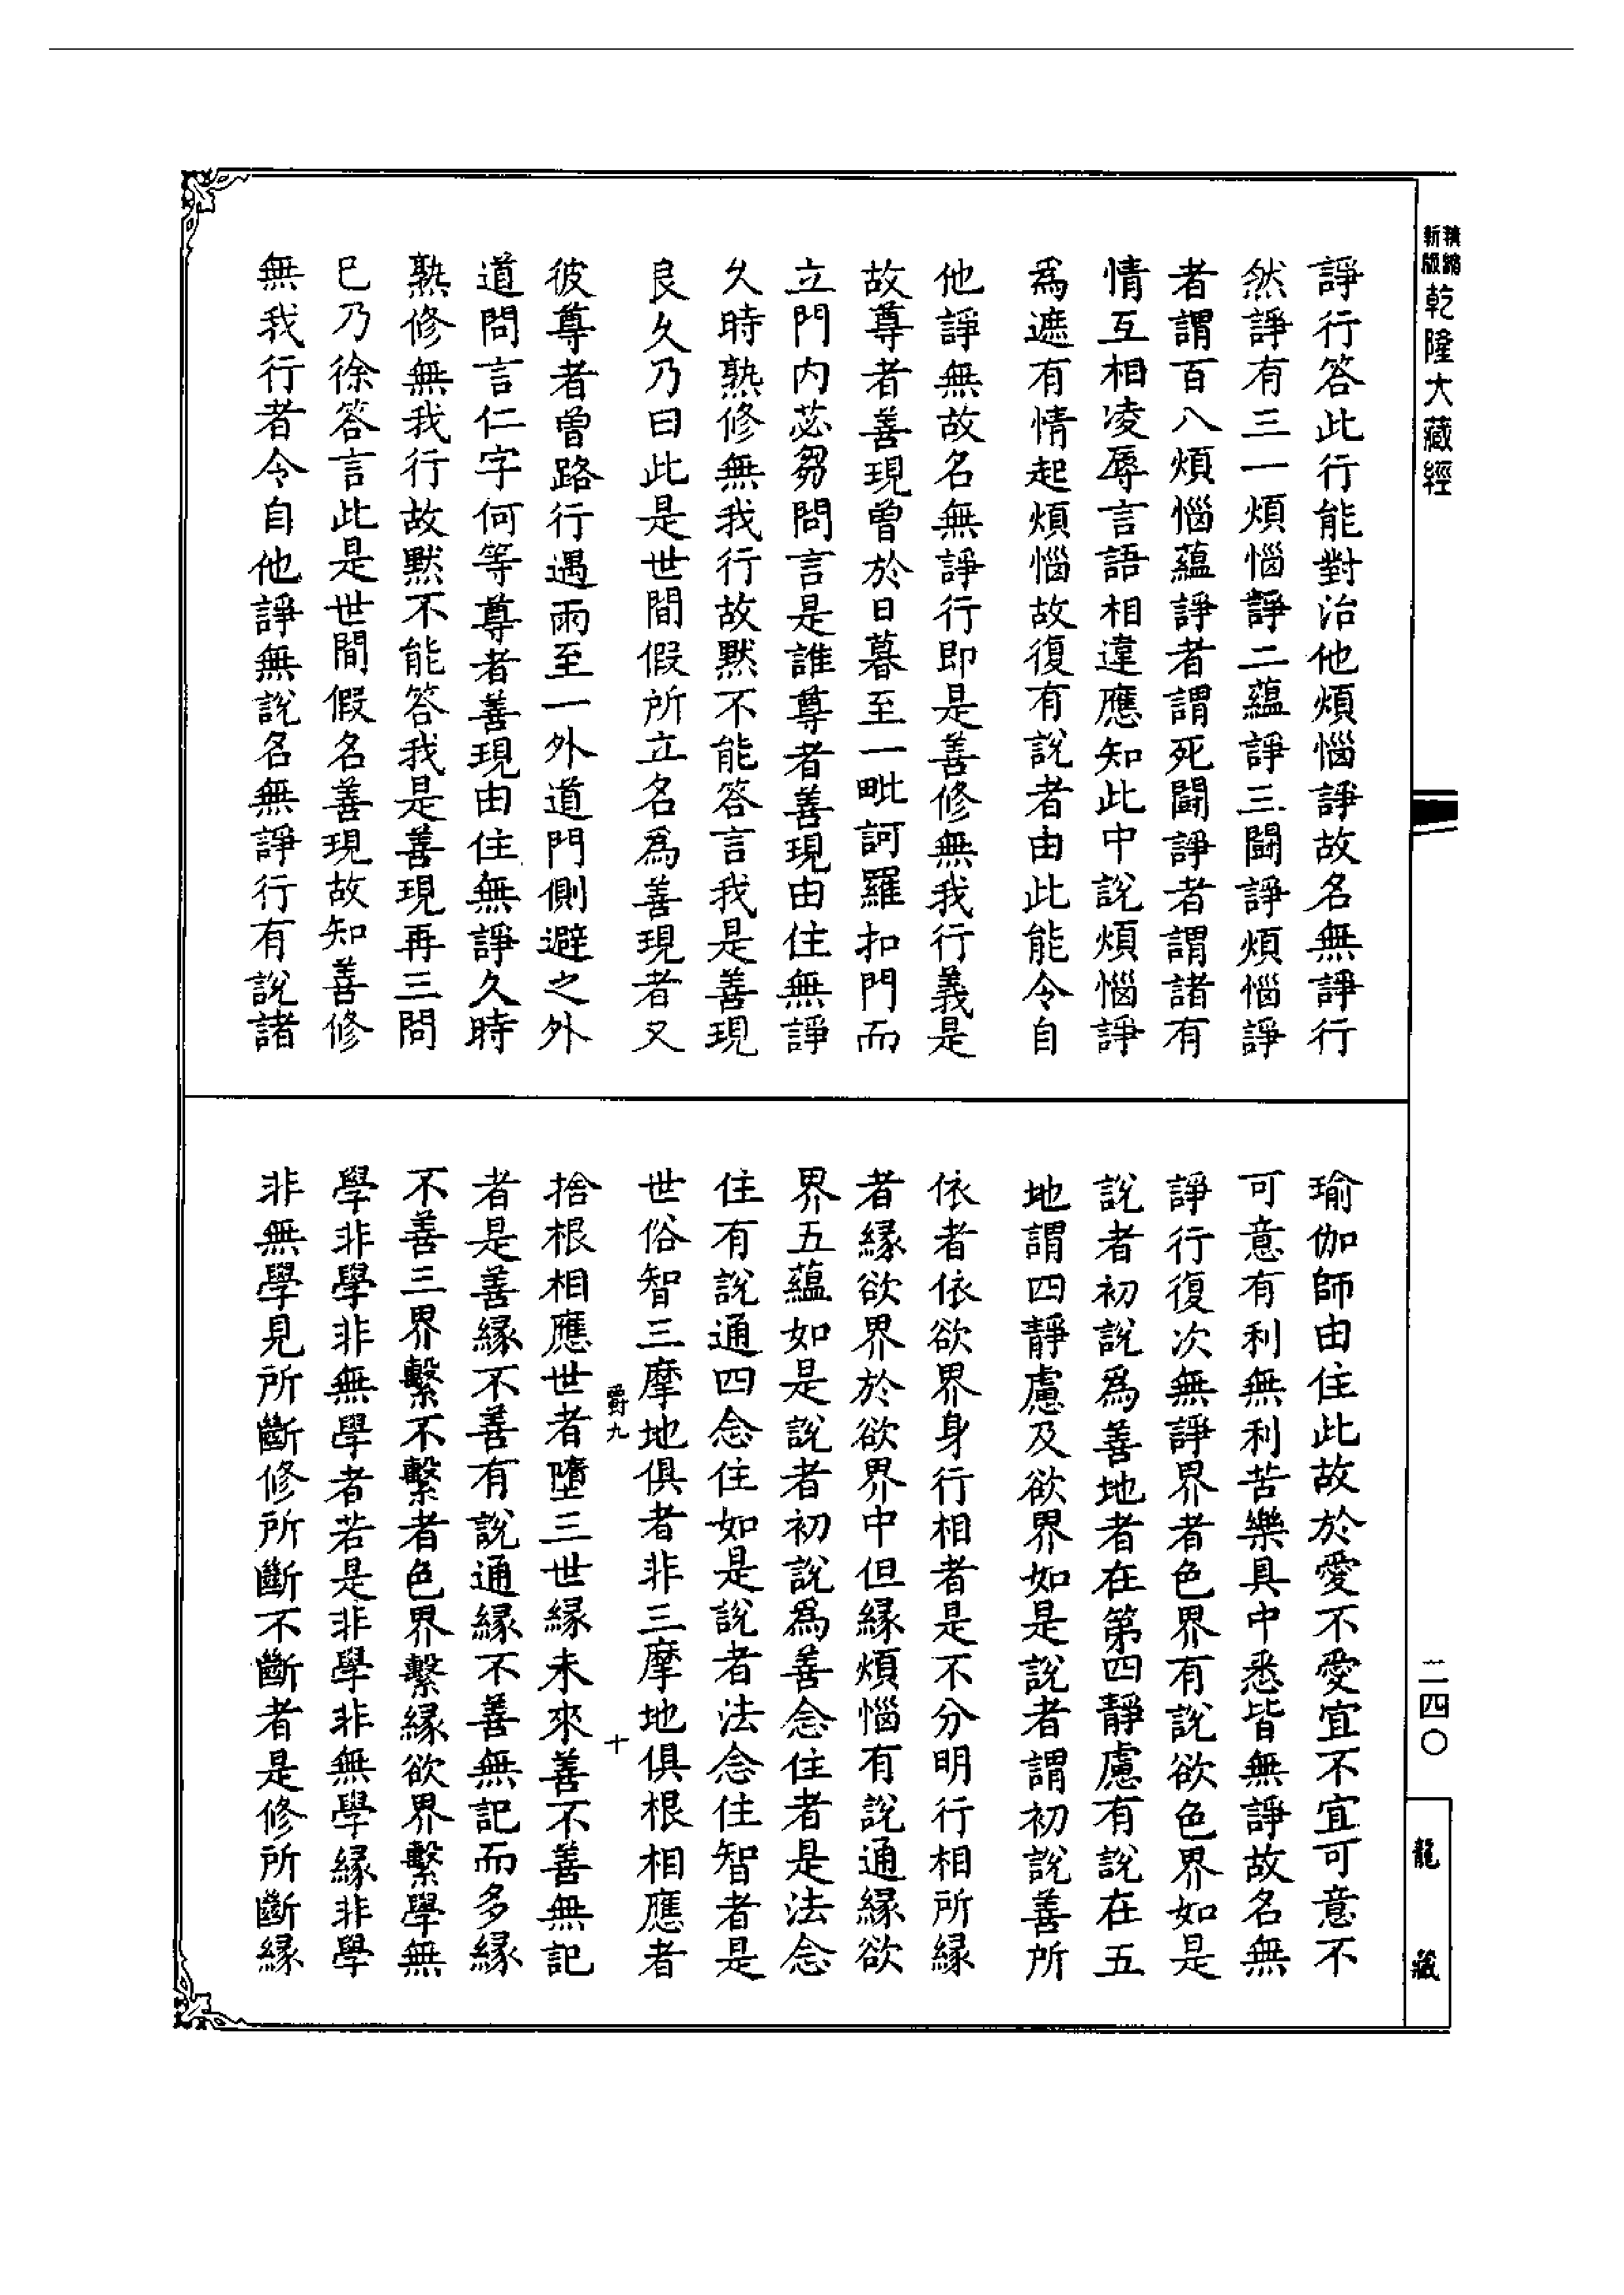 精縮
新版
乾隆大藏經
諍行答此行能對治他煩惱諍故名無諍行
然諍有三一煩惱諍二蘊諍三鬪諍煩惱諍
者謂百八煩惱蘊諍者謂死鬪諍者謂諸有
情互相凌辱言語相違應知此中說煩惱諍
爲遮有情起煩惱故復有說者由此能令自
他諍無故名無諍行即是善修無我行義是
故尊者善現曾於日暮至一毗訶羅扣門而
立門内苾芻問言是誰尊者善現由住無諍
久時熟修無我行故默不能答言我是善現
良久乃曰此是世間假所立名爲善現者又
彼尊者曾路行遇雨至一外道門側避之外
道問言仁字何等尊者善現由住無諍久時
熟修無我行故默不能答我是善現再三問
已乃徐答言此是世間假名善現故知善修
無我行者令自他諍無說名無諍行有說諸
瑜伽師由住此故於愛不愛宜不宜可意不
可意有利無利苦樂具中悉皆無諍故名無
諍行復次無諍界者色界有說欲色界如是
說者初說爲善地者在第四靜慮有說在五
地謂四靜慮及欲界如是說者謂初說善所
依者依欲界身行相者是不分明行相所緣
者緣欲界於欲界中但緣煩惱有說通緣欲
界五蘊如是說者初說爲善念住者是法念
住有說通四念住如是說者法念住智者是
世俗智三摩地俱者非三摩地俱根相應者
爵九
十
捨根相應世者墮三世緣未來善不善無記
者是善緣不善有說通緣不善無記而多緣
不善三界繫不繫者色界繫緣欲界繫學無
學非學非無學者若是非學非無學緣非學
非無學見所斷修所斷不斷者是修所斷緣
二四〇
龍
藏